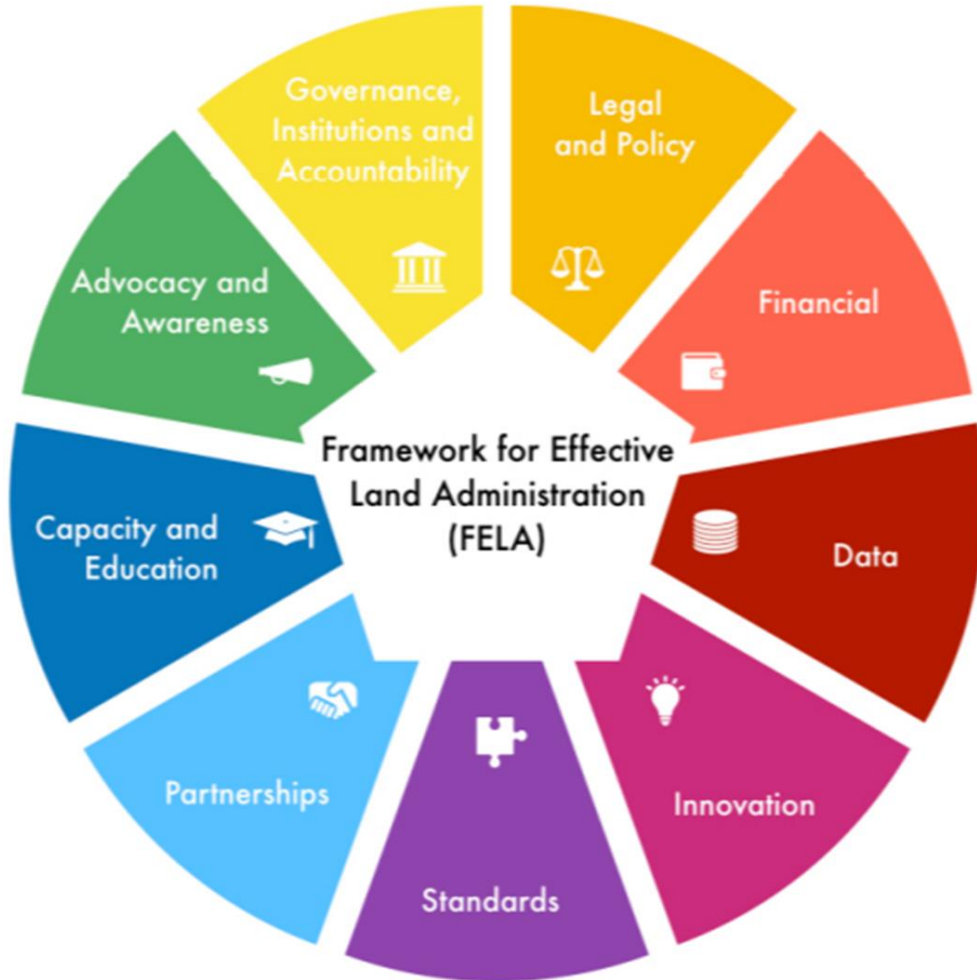 Governance,
Institutions and
Accountability
Legal
and Policy
Financial
Data
Innovation
Standards
Partnerships
Capacity and
Education
Advocacy and
Awareness
Framework for Effective
Land Administration
(FELA)